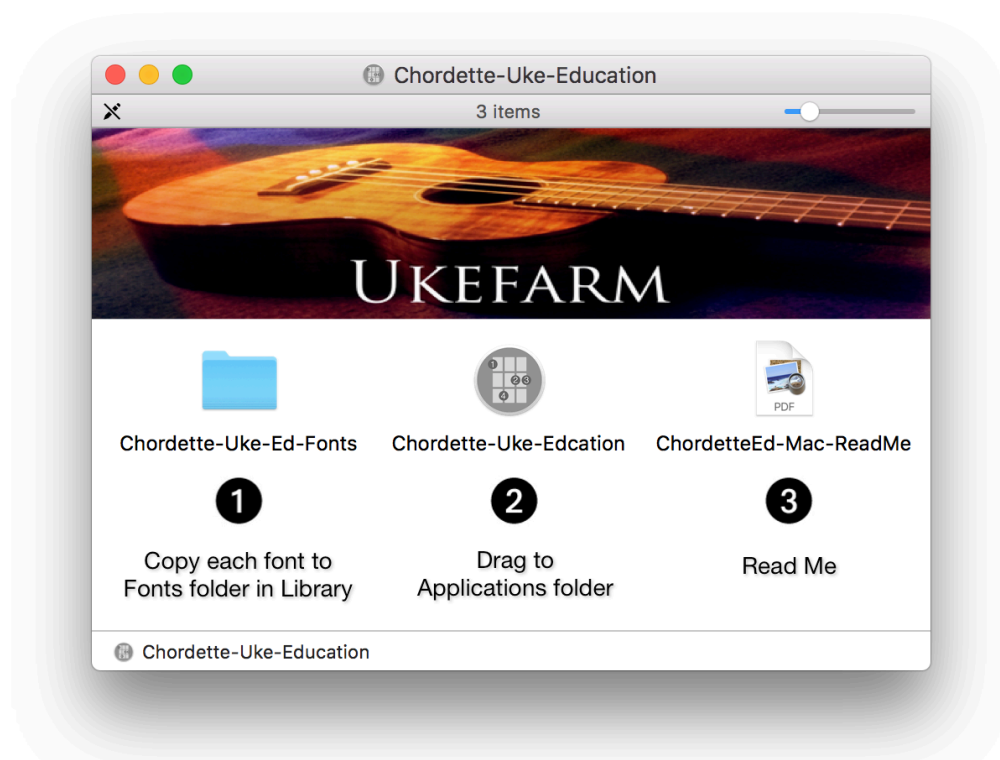 Chordette-Uke-Education
3 items
UKEFARM
PDF
Chordette-Uke-Ed-Fonts
Chordette-Uke-Edcation
ChordetteEd-Mac-ReadMe
1
2
3
Copy each font to
Fonts folder in Library
Drag to
Applications folder
Read Me
Chordette-Uke-Education